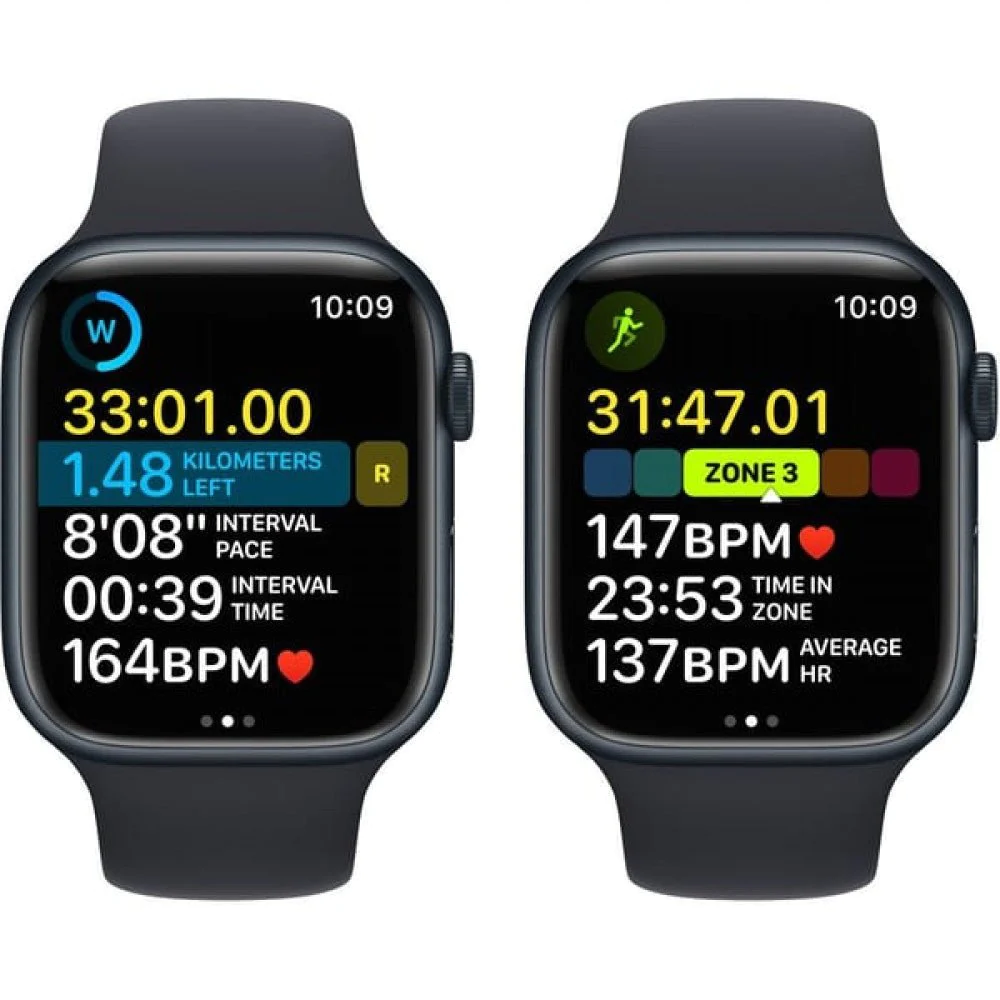 W
10:09
33:01.00
1.48 KILOMETERS LEFT
R
8'08" INTERVAL PACE
00:39 INTERVAL TIME
164BPM
10:09
31:47.01
ZONE 3
147BPM
23:53 TIME IN ZONE
137BPM AVERAGE HR